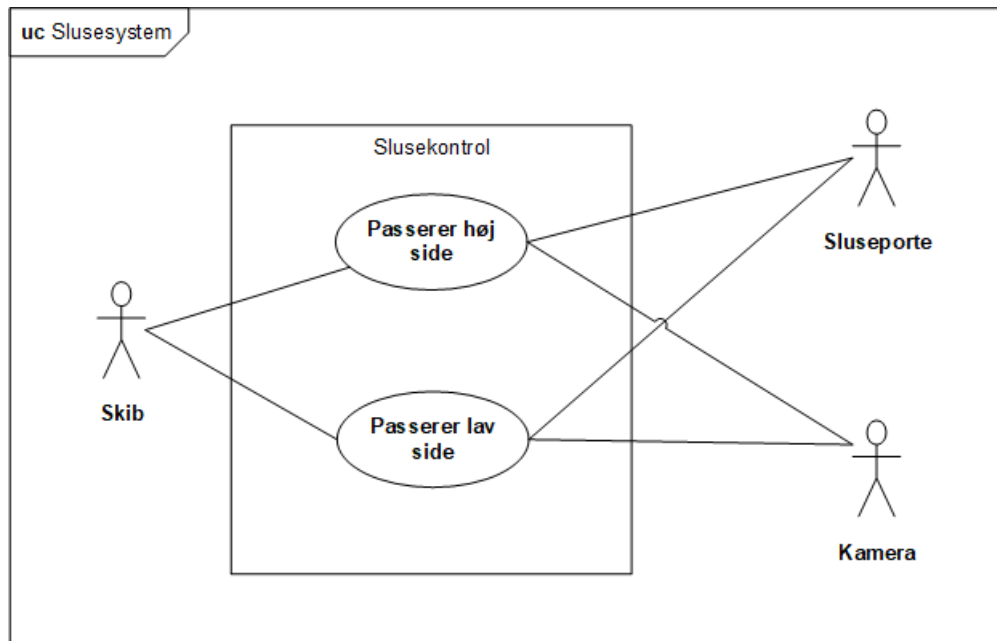 uc Slusesystem
Slusekontrol
Passerer høj
side
Sluseporte
Skib
Passerer lav
side
Kamera